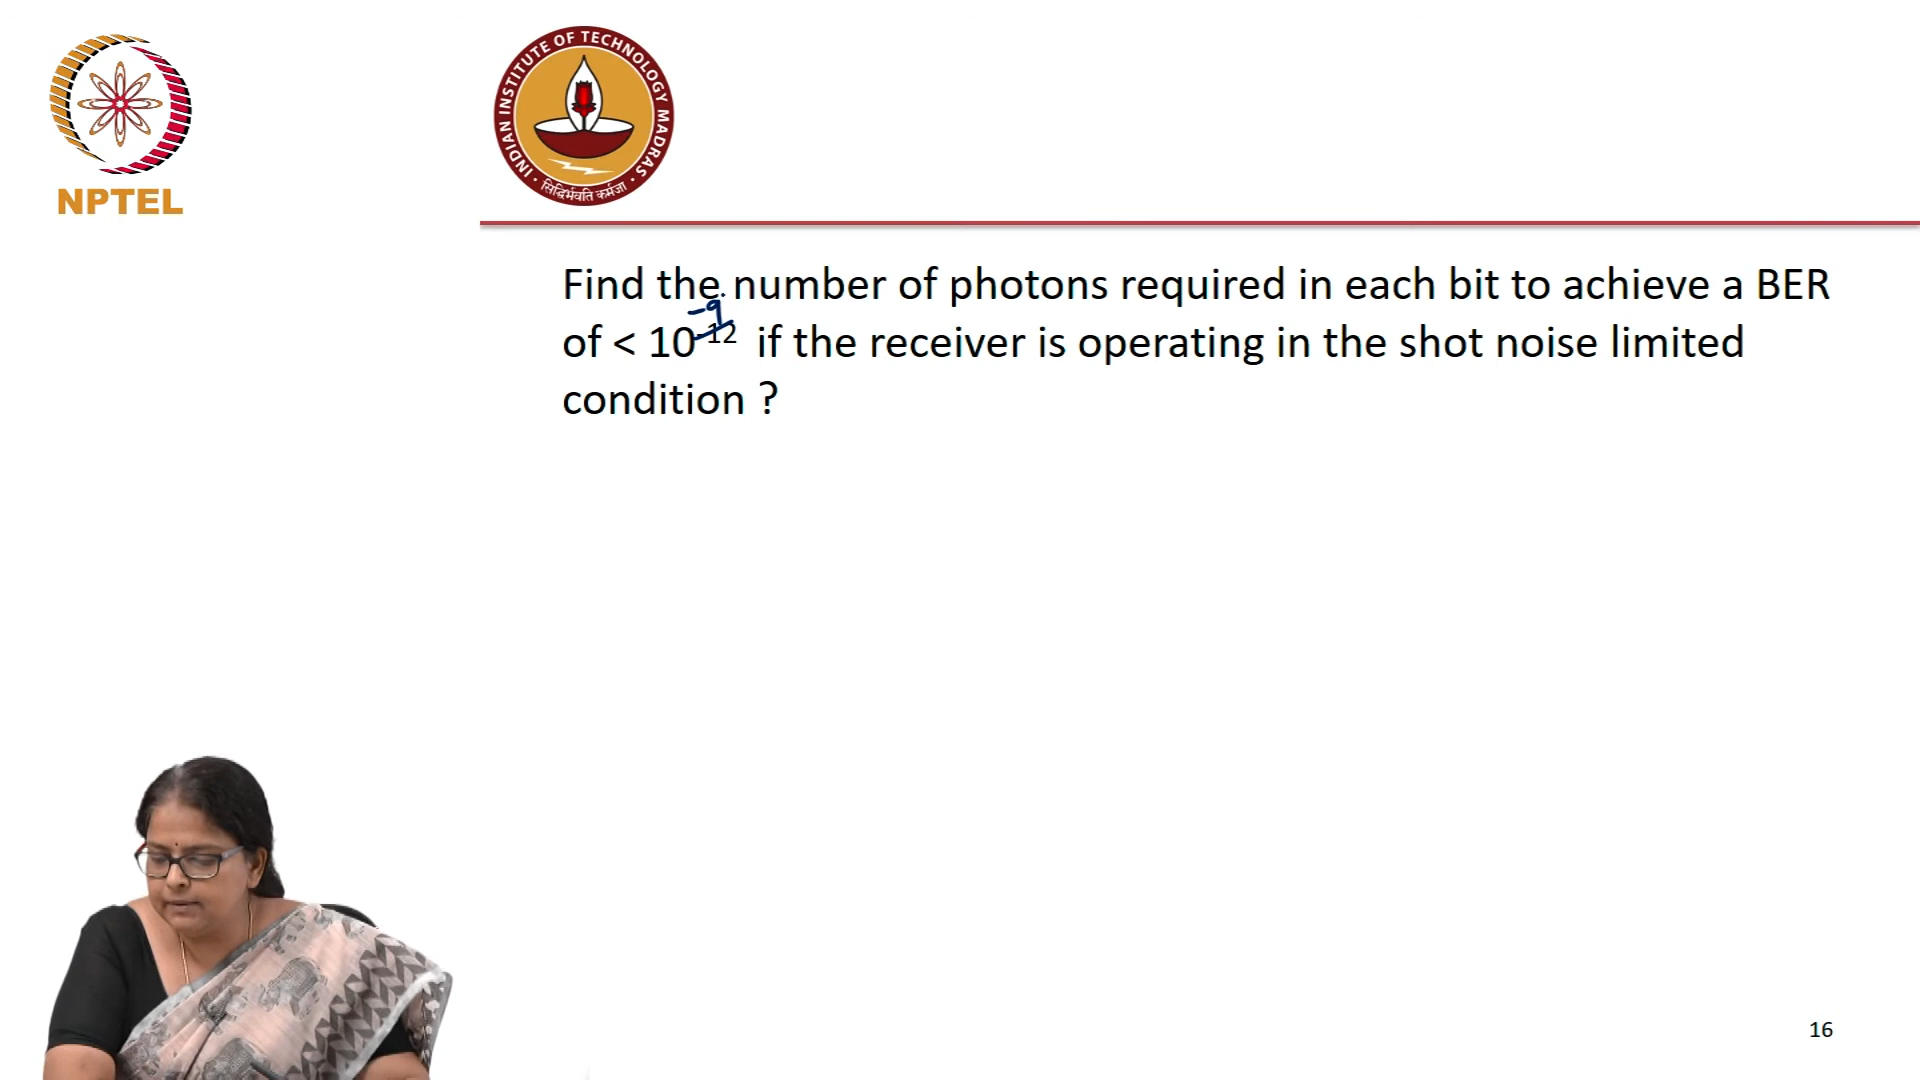 NPTEL
INDIAN INSTITUTE OF TECHNOLOGY MADRAS
सिद्धिर्भवति कर्मजा
Find the number of photons required in each bit to achieve a BER
-9
of < 10-12 if the receiver is operating in the shot noise limited
condition ?
16